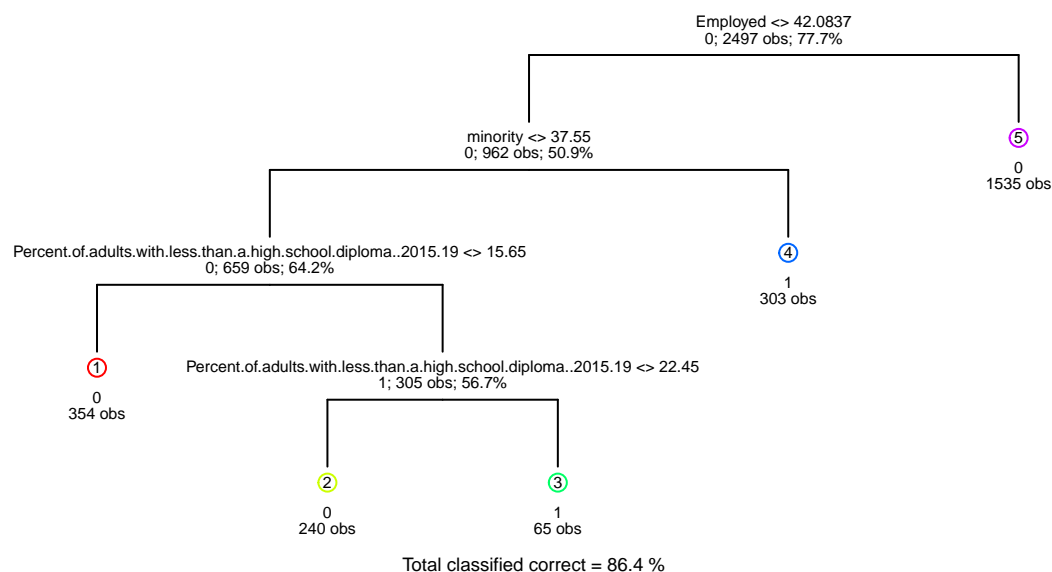 Employed <> 42.0837
0; 2497 obs; 77.7%
minority <> 37.55
0; 962 obs; 50.9%
5
0
1535 obs
Percent.of.adults.with.less.than.a.high.school.diploma..2015.19 <> 15.65
0; 659 obs; 64.2%
4
1
303 obs
1
0
354 obs
Percent.of.adults.with.less.than.a.high.school.diploma..2015.19 <> 22.45
1; 305 obs; 56.7%
2
0
240 obs
3
1
65 obs
Total classified correct = 86.4 %